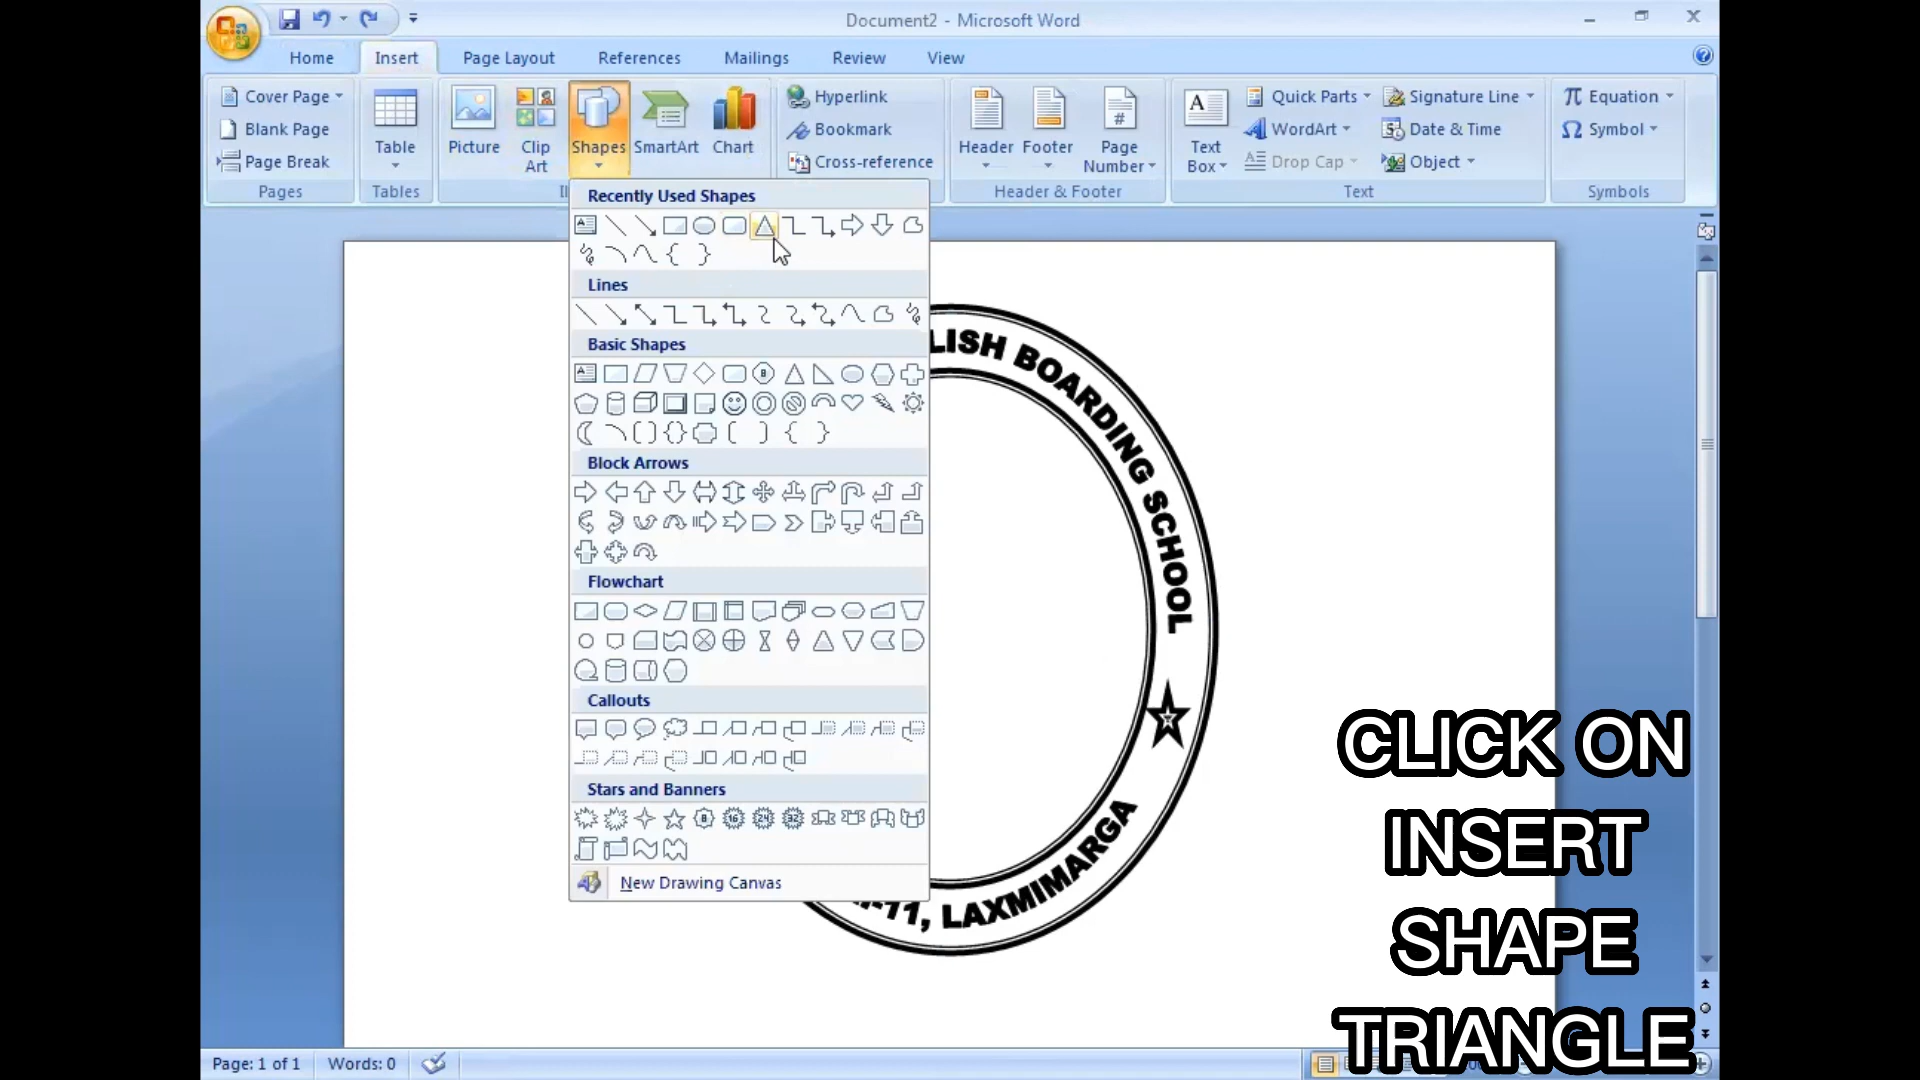 Document2 - Microsoft Word
Home Insert Page Layout References Mailings Review View
Cover Page
Blank Page
Page Break
Pages
Table
Tables
Picture
Clip Art
Shapes
SmartArt
Chart
Hyperlink
Bookmark
Cross-reference
Header
Footer
Page Number
Header & Footer
Text Box
Quick Parts
WordArt
Drop Cap
Signature Line
Date & Time
Object
Text
Equation
Symbol
Symbols
Recently Used Shapes
Lines
Basic Shapes
Block Arrows
Flowchart
Callouts
Stars and Banners
New Drawing Canvas
LISH BOARDING SCHOOL
-11, LAXMIMARGA
CLICK ON
INSERT
SHAPE
TRIANGLE
Page: 1 of 1 Words: 0